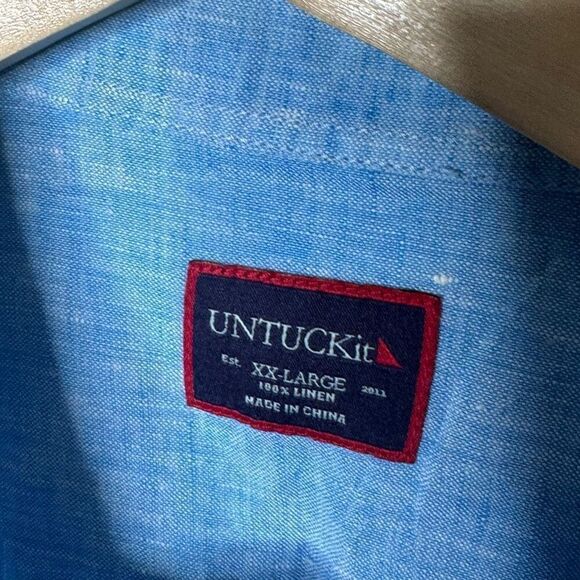 UNTUCKit
Est. XX-LARGE 2011
100% LINEN
MADE IN CHINA